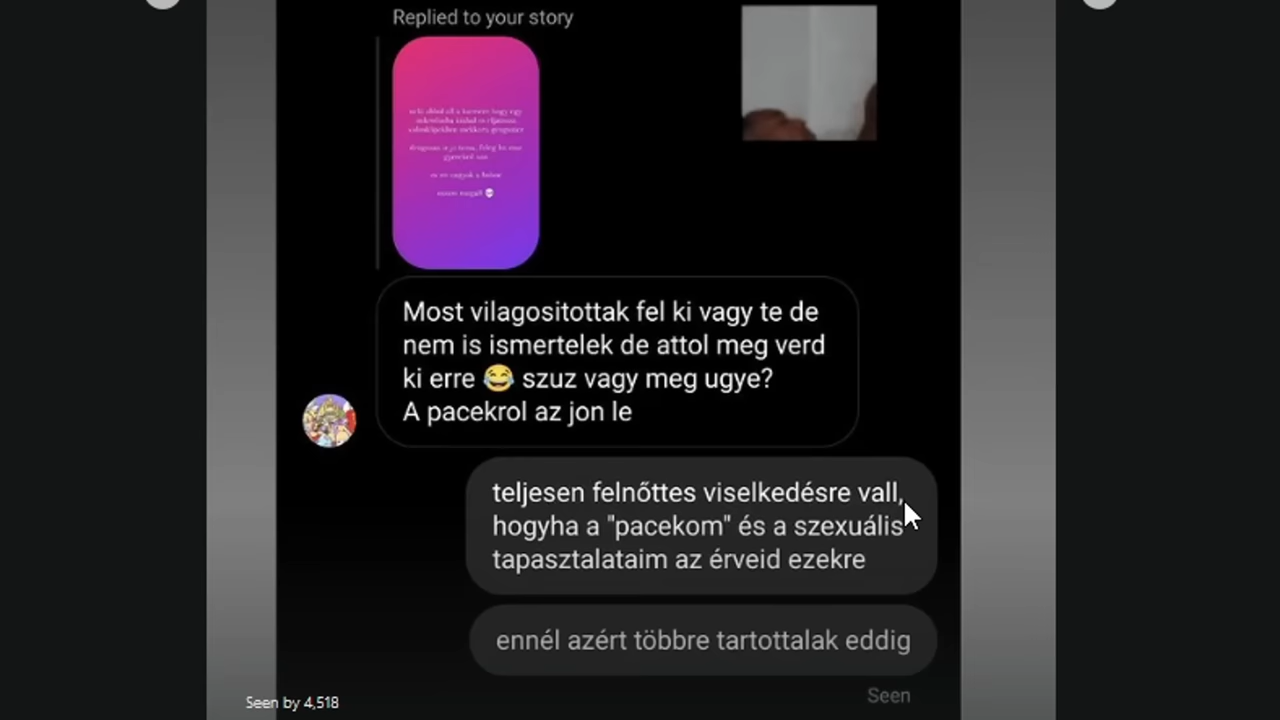 Replied to your story
Most vilagositottak fel ki vagy te de
nem is ismertelek de attol meg verd
ki erre 😂 szuz vagy meg ugye?
A pacekrol az jon le
teljesen felnőttes viselkedésre vall,
hogyha a "pacekom" és a szexuális
tapasztalataim az érveid ezekre
ennél azért többre tartottalak eddig
Seen
Seen by 4,518